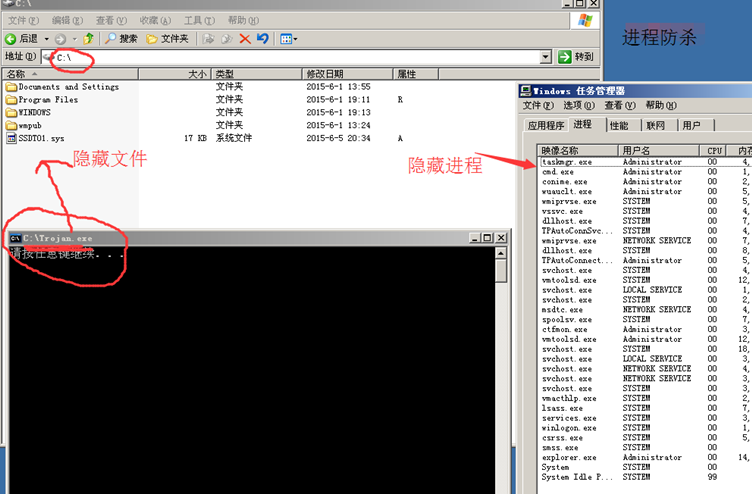 C:\
文件(F) 编辑(E) 查看(V) 收藏(A) 工具(T) 帮助(H)
后退 搜索 文件夹
地址(D) C:\ 转到
名称 大小 类型 修改日期 属性
Documents and Settings 文件夹 2015-6-1 13:55
Program Files 文件夹 2015-6-1 19:11 R
WINDOWS 文件夹 2015-6-1 19:13
wmpub 文件夹 2015-6-1 13:24
SSDT01.sys 17 KB 系统文件 2015-6-5 20:34 A
隐藏文件
C:\Trojan.exe
请按任意键继续. . .
进程防杀
隐藏进程
Windows 任务管理器
文件(F) 选项(O) 查看(V) 帮助(H)
应用程序 进程 性能 联网 用户
映像名称 用户名 CPU 内存
taskmgr.exe Administrator 00 4,
cmd.exe Administrator 00 1,
conime.exe Administrator 00 2,
wuauclt.exe Administrator 00 5,
wmiprvse.exe SYSTEM 00 5,
vssvc.exe SYSTEM 00 4,
dllhost.exe SYSTEM 00 7,
TPAutoConnSvc... SYSTEM 00 4,
wmiprvse.exe NETWORK SERVICE 00 5,
dllhost.exe SYSTEM 00 8,
TPAutoConnect... Administrator 00 5,
svchost.exe SYSTEM 00 4,
vmtoolsd.exe SYSTEM 00 12,
svchost.exe LOCAL SERVICE 00 1,
svchost.exe SYSTEM 00 2,
msdtc.exe NETWORK SERVICE 00 4,
spoolsv.exe SYSTEM 00 7,
ctfmon.exe Administrator 00 3,
vmtoolsd.exe Administrator 00 12,
svchost.exe SYSTEM 00 18,
svchost.exe LOCAL SERVICE 00 3,
svchost.exe NETWORK SERVICE 00 4,
svchost.exe NETWORK SERVICE 00 3,
svchost.exe SYSTEM 00 3,
vmacthlp.exe SYSTEM 00 2,
lsass.exe SYSTEM 00 7,
services.exe SYSTEM 00 3,
winlogon.exe SYSTEM 00 1,
csrss.exe SYSTEM 00 5,
smss.exe SYSTEM 00
explorer.exe Administrator 00 14,
System SYSTEM 00
System Idle P... SYSTEM 99